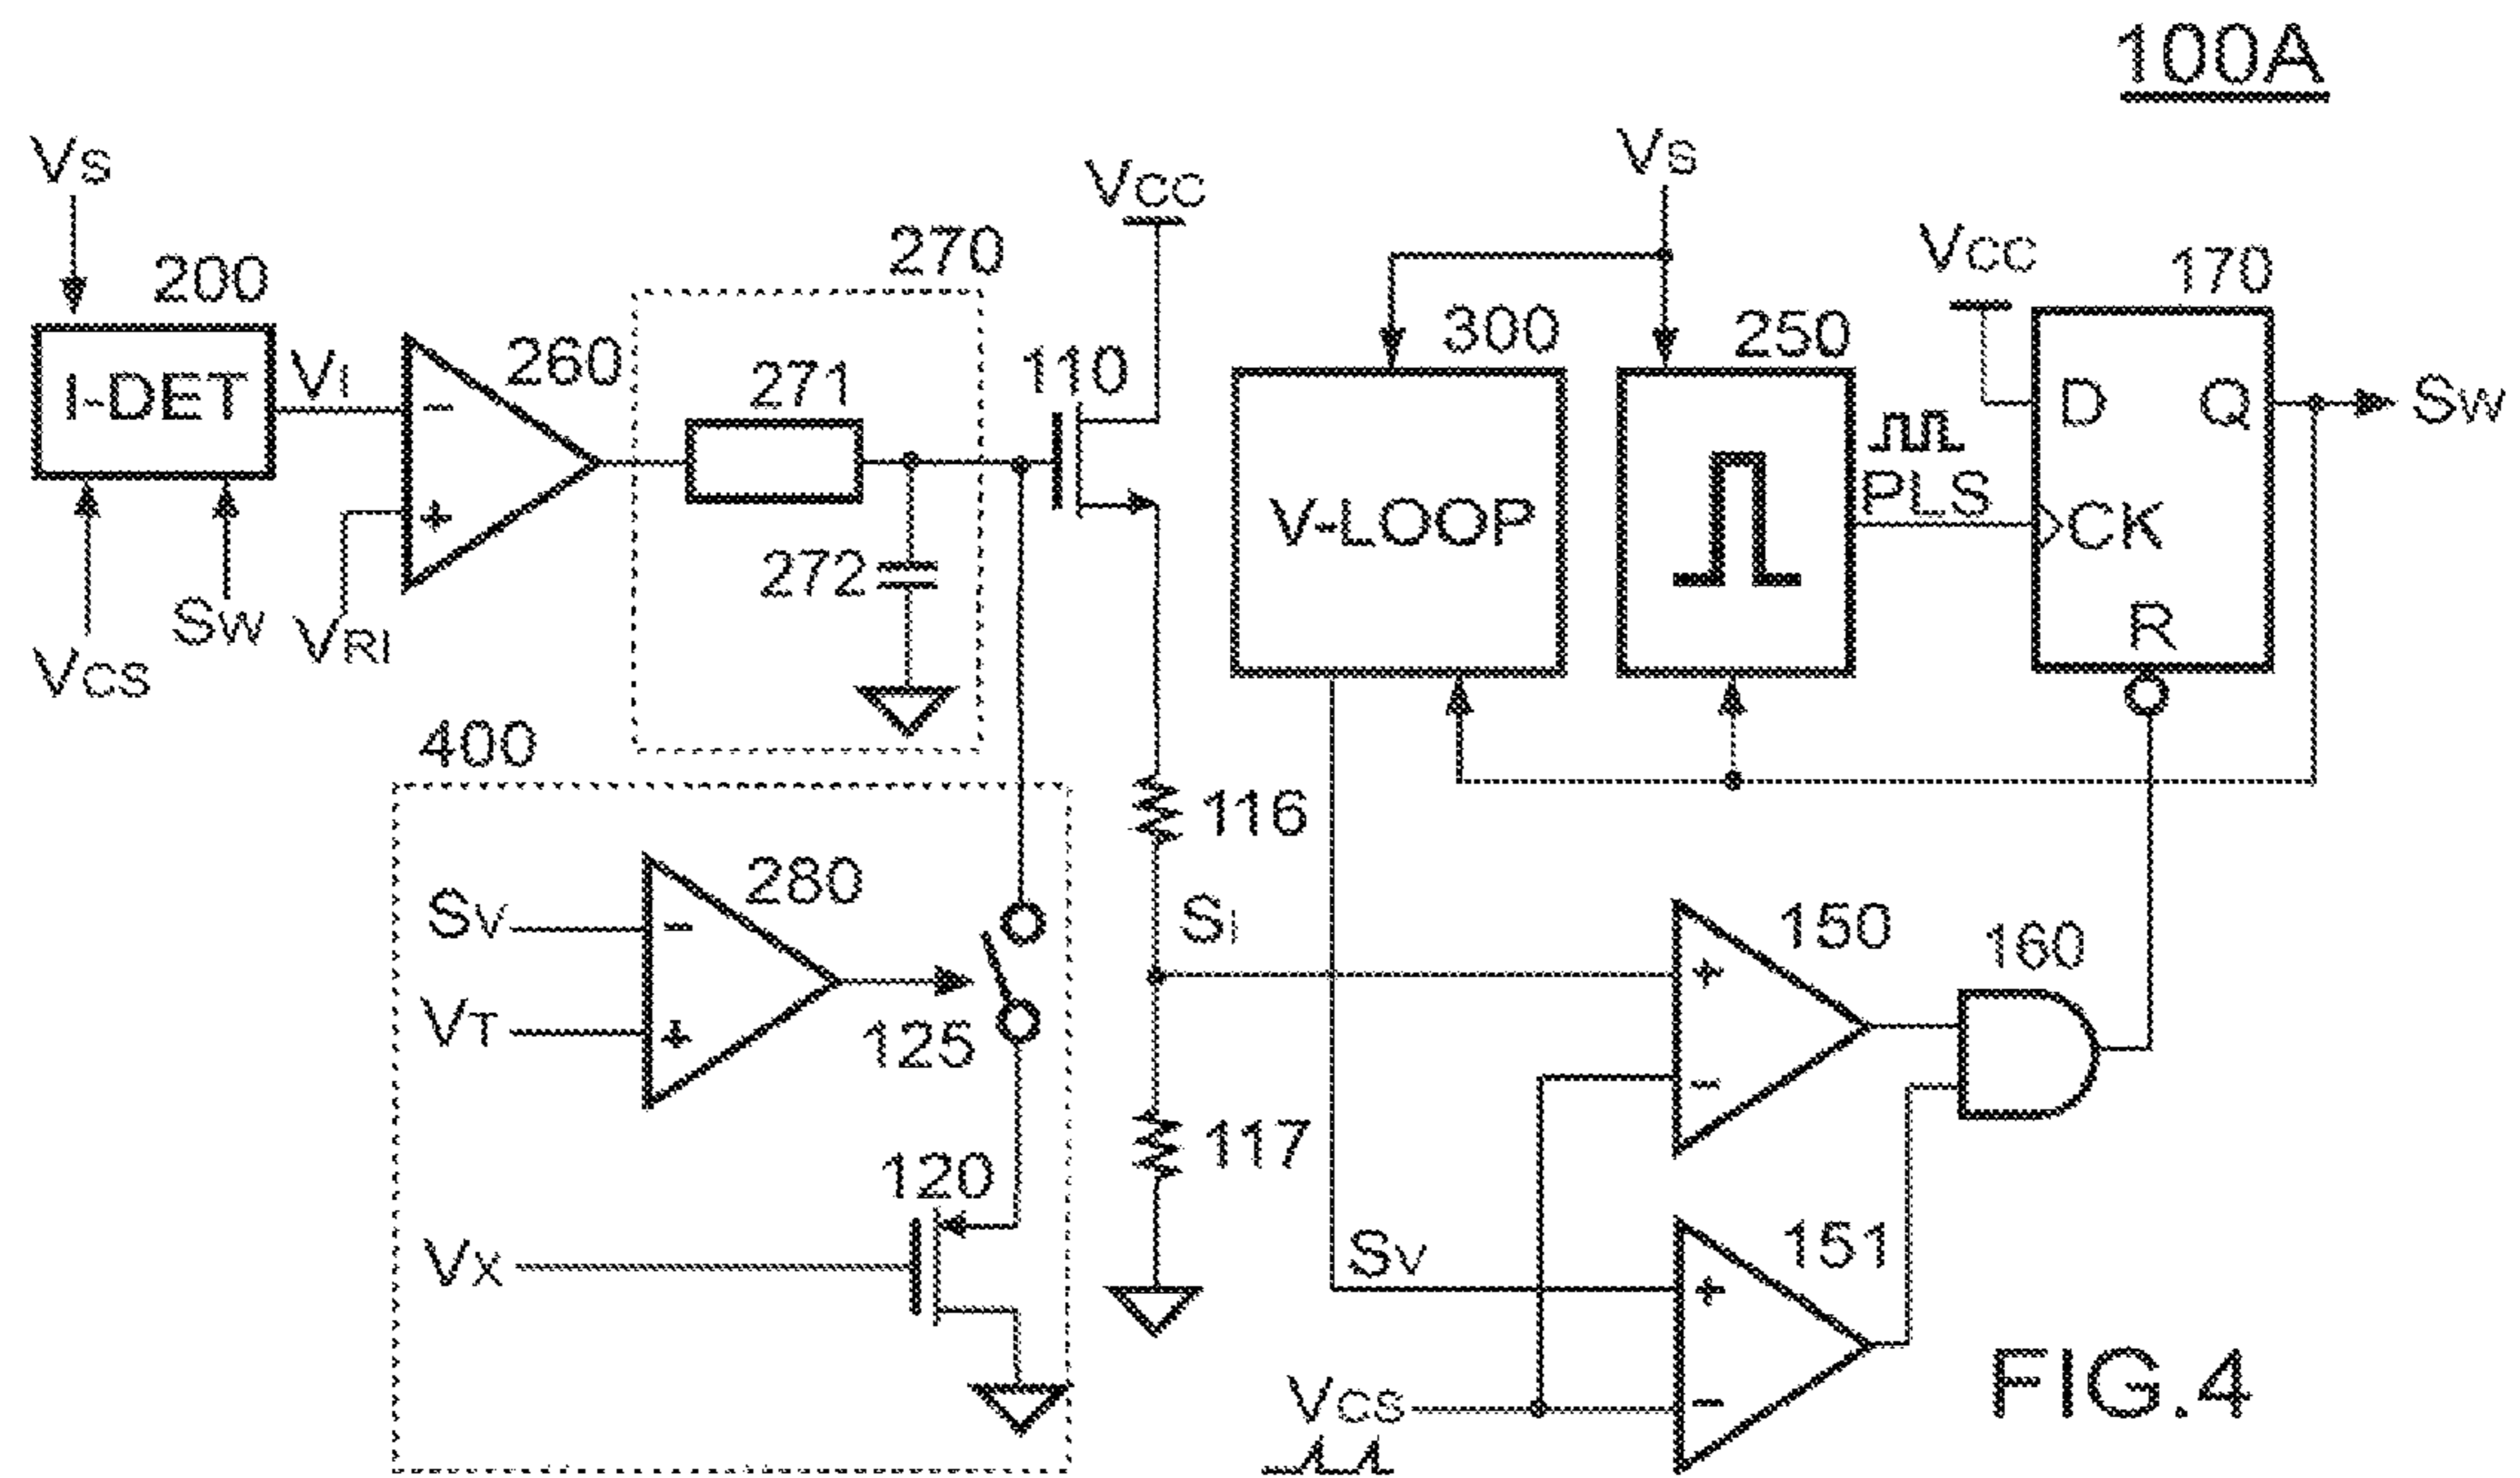 100A
VS
200
I-DET
VI
VCS
SW
VRI
-
+
260
270
271
272
VCC
110
VS
300
V-LOOP
250
PLS
VCC
170
D
Q
CK
R
SW
400
SV
VT
-
+
280
125
120
VX
116
SI
117
SV
VCS
+
-
150
160
+
-
151
FIG.4